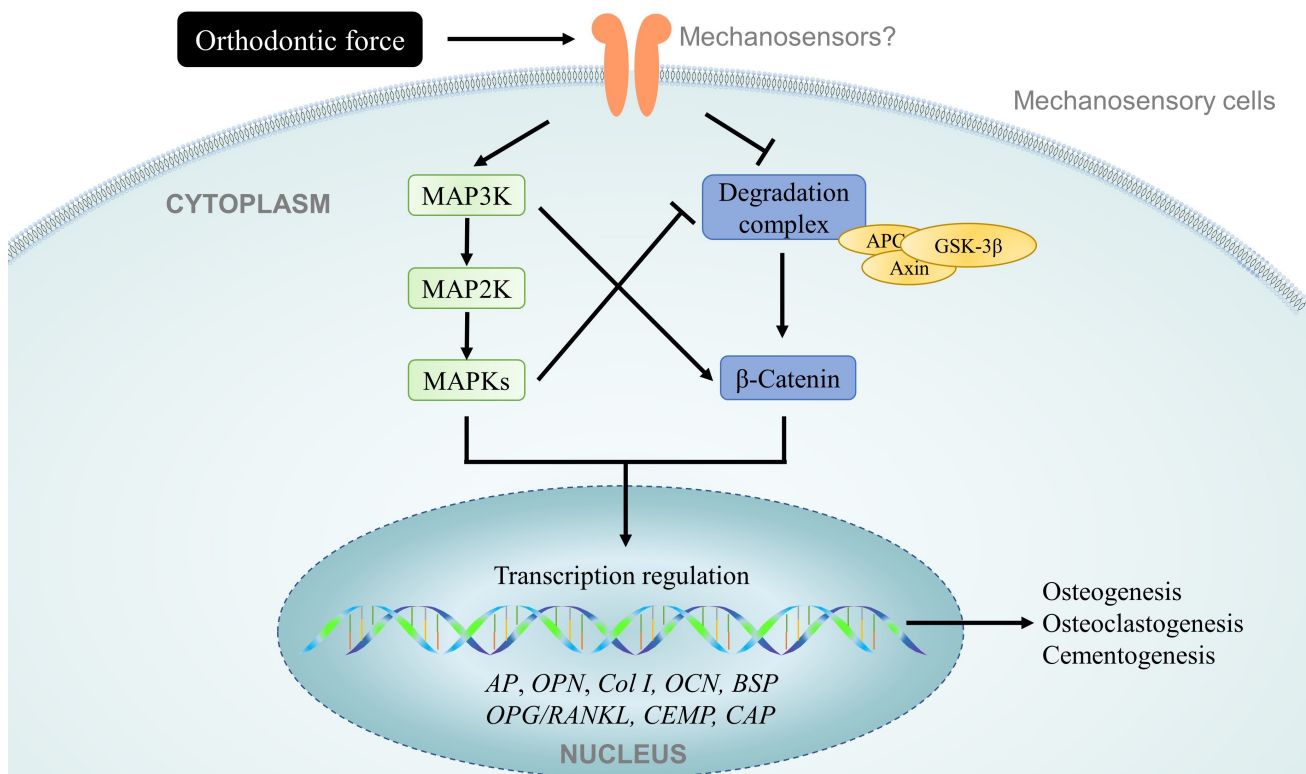 Orthodontic force
Mechanosensors?
Mechanosensory cells
CYTOPLASM
MAP3K
Degradation
complex
APC
GSK-3β
Axin
MAP2K
MAPKs
β-Catenin
Transcription regulation
AP, OPN, Col I, OCN, BSP
OPG/RANKL, CEMP, CAP
NUCLEUS
Osteogenesis
Osteoclastogenesis
Cementogenesis